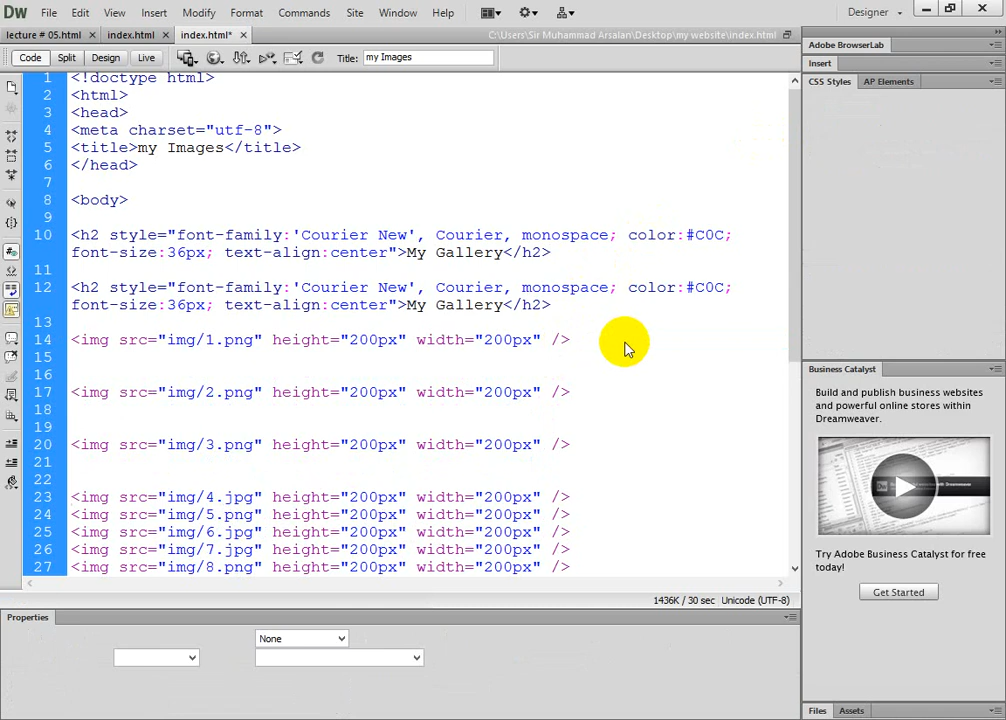 DW File Edit View Insert Modify Format Commands Site Window Help Designer
lecture # 05.html × index.html × index.html* × C:\Users\Sir Muhammad Arsalan\Desktop\my website\index.html
Code Split Design Live Title: my Images
1 <!doctype html>
2 <html>
3 <head>
4 <meta charset="utf-8">
5 <title>my Images</title>
6 </head>
7
8 <body>
9
10 <h2 style="font-family:'Courier New', Courier, monospace; color:#C0C;
font-size:36px; text-align:center">My Gallery</h2>
11
12 <h2 style="font-family:'Courier New', Courier, monospace; color:#C0C;
font-size:36px; text-align:center">My Gallery</h2>
13
14 <img src="img/1.png" height="200px" width="200px" />
15
16
17 <img src="img/2.png" height="200px" width="200px" />
18
19
20 <img src="img/3.png" height="200px" width="200px" />
21
22
23 <img src="img/4.jpg" height="200px" width="200px" />
24 <img src="img/5.png" height="200px" width="200px" />
25 <img src="img/6.jpg" height="200px" width="200px" />
26 <img src="img/7.jpg" height="200px" width="200px" />
27 <img src="img/8.png" height="200px" width="200px" />
1436K / 30 sec Unicode (UTF-8)
Properties
None
Adobe BrowserLab
Insert
CSS Styles AP Elements
Business Catalyst
Build and publish business websites
and powerful online stores within
Dreamweaver.
Try Adobe Business Catalyst for free
today!
Get Started
Files Assets